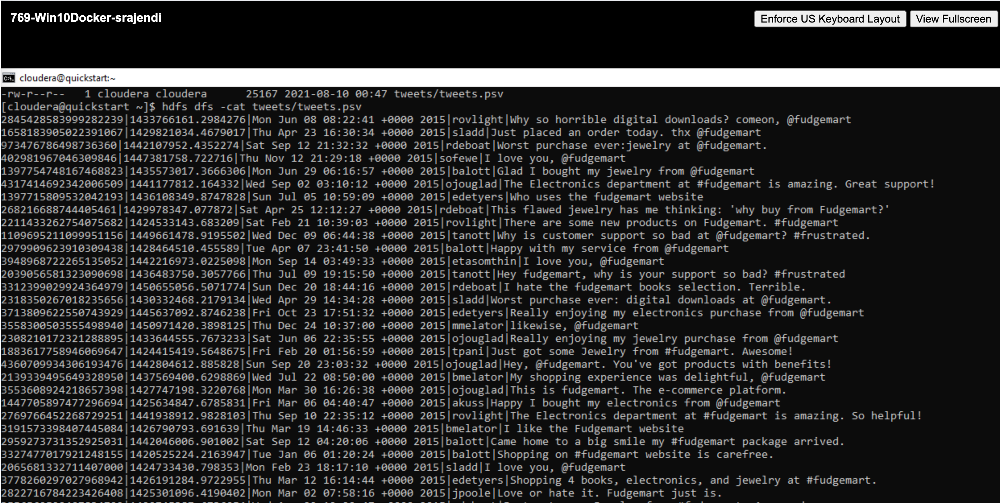 769-Win10Docker-srajendi
Enforce US Keyboard Layout View Fullscreen
cloudera@quickstart:~
-rw-r--r--   1 cloudera cloudera      25167 2021-08-10 00:47 tweets/tweets.psv
[cloudera@quickstart ~]$ hdfs dfs -cat tweets/tweets.psv
2845428583999282239|1433766161.2984276|Mon Jun 08 08:22:41 +0000 2015|rovlight|Why so horrible digital downloads? comeon, @fudgemart
1658183905022391067|1429821034.4679017|Thu Apr 23 16:30:34 +0000 2015|sladd|Just placed an order today. thx @fudgemart
973476786498736360|1442107952.4352274|Sat Sep 12 21:32:32 +0000 2015|rdeboat|Worst purchase ever:jewelry at @fudgemart.
402981967046309846|1447381758.722716|Thu Nov 12 21:29:18 +0000 2015|sofewe|I love you, @fudgemart
1397754748167468823|1435573017.3666306|Mon Jun 29 06:16:57 +0000 2015|balott|Glad I bought my jewelry from @fudgemart
4317414692342006509|1441177812.164332|Wed Sep 02 03:10:12 +0000 2015|ojouglad|The Electronics department at #fudgemart is amazing. Great support!
1397715809532042193|1436108349.8747828|Sun Jul 05 10:59:09 +0000 2015|edetyers|Who uses the fudgemart website
268216688744405461|1429978347.077872|Sat Apr 25 12:12:27 +0000 2015|rdeboat|This flawed jewelry has me thinking: 'why buy from Fudgemart?'
2211433262754075682|1424533143.683209|Sat Feb 21 10:39:03 +0000 2015|rovlight|There are some new products on Fudgemart. #fudgemart
1109695211099951156|1449661478.9195502|Wed Dec 09 06:44:38 +0000 2015|tanott|Why is customer support so bad at @fudgemart? #frustrated.
2979909623910309438|1428464510.455589|Tue Apr 07 23:41:50 +0000 2015|balott|Happy with my service from @fudgemart
3948968722265135052|1442216973.0225098|Mon Sep 14 03:49:33 +0000 2015|etasomthin|I love you, @fudgemart
2039056581323090698|1436483750.3057766|Thu Jul 09 19:15:50 +0000 2015|tanott|Hey fudgemart, why is your support so bad? #frustrated
3312399029924364979|1450655056.5071774|Sun Dec 20 18:44:16 +0000 2015|rdeboat|I hate the fudgemart books selection. Terrible.
2318350267018235656|1430332468.2179134|Wed Apr 29 14:34:28 +0000 2015|sladd|Worst purchase ever: digital downloads at @fudgemart.
3713809622550743929|1445637092.8746238|Fri Oct 23 17:51:32 +0000 2015|edetyers|Really enjoying my electronics purchase from @fudgemart
3558300503555498940|1450971420.3898125|Thu Dec 24 10:37:00 +0000 2015|mmelator|likewise, @fudgemart
2308210172321288895|1433644555.7673233|Sat Jun 06 22:35:55 +0000 2015|ojouglad|Really enjoying my jewelry purchase from @fudgemart
1883617758946069647|1424415419.5648675|Fri Feb 20 01:56:59 +0000 2015|tpani|Just got some Jewelry from #fudgemart. Awesome!
4360709934306193476|1442804612.885828|Sun Sep 20 23:03:32 +0000 2015|ojouglad|Hey, @fudgemart. You've got products with benefits!
2139339495649328950|1437569400.6298869|Wed Jul 22 08:50:00 +0000 2015|bmelator|My shopping experience was delightful, @fudgemart
3553608924218657398|1427747198.3220768|Mon Mar 30 16:26:38 +0000 2015|ojouglad|This is fudgemart. The e-commerce platform.
1447705897477296694|1425634847.6785831|Fri Mar 06 04:40:47 +0000 2015|akuss|Happy I bought my electronics from @fudgemart
2769766452268729251|1441938912.9828103|Thu Sep 10 22:35:12 +0000 2015|rovlight|The Electronics department at #fudgemart is amazing. So helpful!
3191573398407445084|1426790793.691639|Thu Mar 19 14:46:33 +0000 2015|bmelator|I like the Fudgemart website
2959273731352925031|1442046006.901002|Sat Sep 12 04:20:06 +0000 2015|balott|Came home to a big smile my #fudgemart package arrived.
3327477017921248155|1420525224.2163947|Tue Jan 06 01:20:24 +0000 2015|balott|Shopping on #fudgemart website is carefree.
2065681332711407000|1424733430.798353|Mon Feb 23 18:17:10 +0000 2015|sladd|I love you, @fudgemart
3778260297027968942|1426191284.9722955|Thu Mar 12 16:14:44 +0000 2015|edetyers|Shopping 4 books, electronics, and jewelry at #fudgemart.
2822716784223426408|1425301096.4190402|Mon Mar 02 07:58:16 +0000 2015|jpoole|Love or hate it. Fudgemart just is.